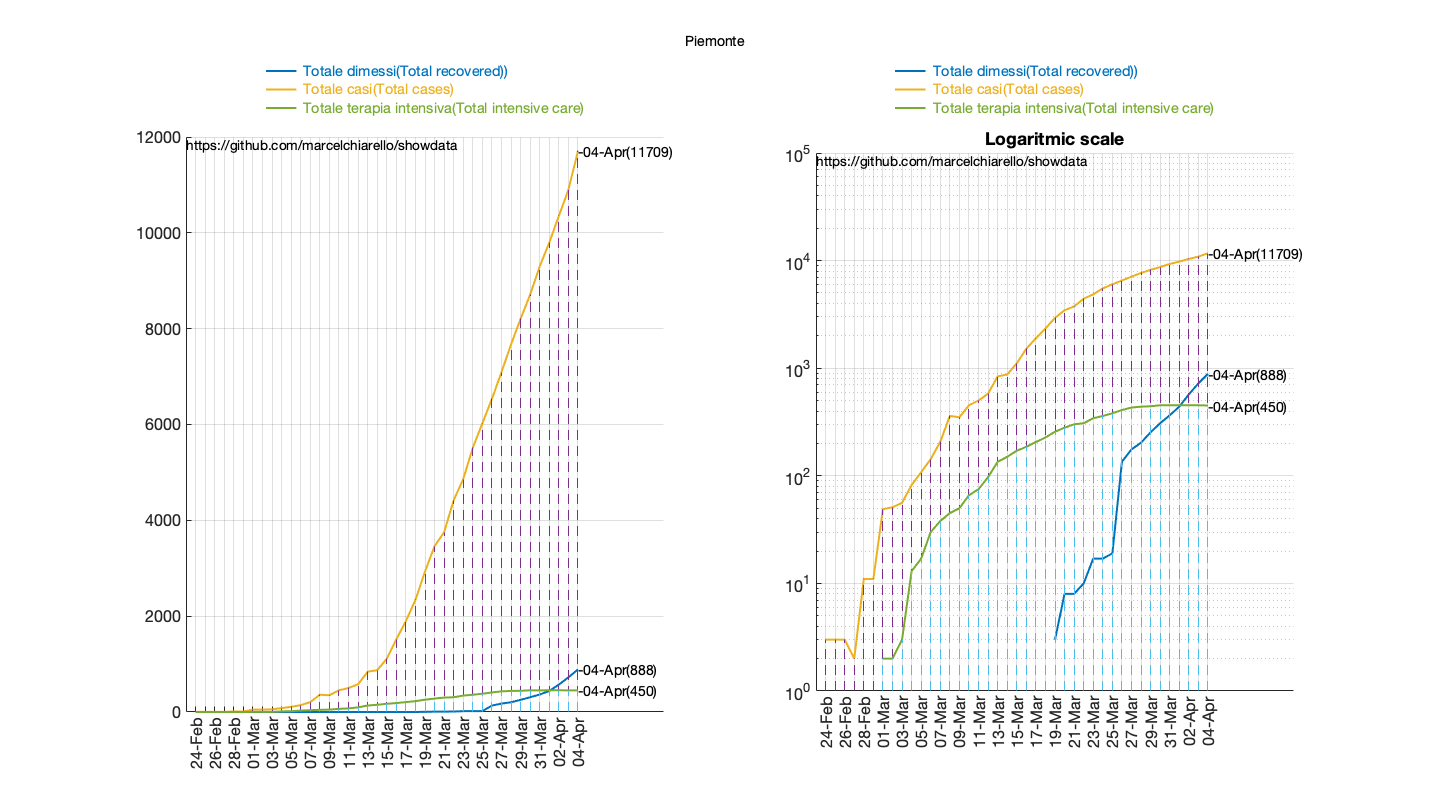 Piemonte
Totale dimessi(Total recovered))
Totale casi(Total cases)
Totale terapia intensiva(Total intensive care)
https://github.com/marcelchiarello/showdata
12000
10000
8000
6000
4000
2000
0
-04-Apr(11709)
-04-Apr(888)
-04-Apr(450)
24-Feb
26-Feb
28-Feb
01-Mar
03-Mar
05-Mar
07-Mar
09-Mar
11-Mar
13-Mar
15-Mar
17-Mar
19-Mar
21-Mar
23-Mar
25-Mar
27-Mar
29-Mar
31-Mar
02-Apr
04-Apr
Totale dimessi(Total recovered))
Totale casi(Total cases)
Totale terapia intensiva(Total intensive care)
Logaritmic scale
https://github.com/marcelchiarello/showdata
10^5
10^4
10^3
10^2
10^1
10^0
-04-Apr(11709)
-04-Apr(888)
-04-Apr(450)
24-Feb
26-Feb
28-Feb
01-Mar
03-Mar
05-Mar
07-Mar
09-Mar
11-Mar
13-Mar
15-Mar
17-Mar
19-Mar
21-Mar
23-Mar
25-Mar
27-Mar
29-Mar
31-Mar
02-Apr
04-Apr